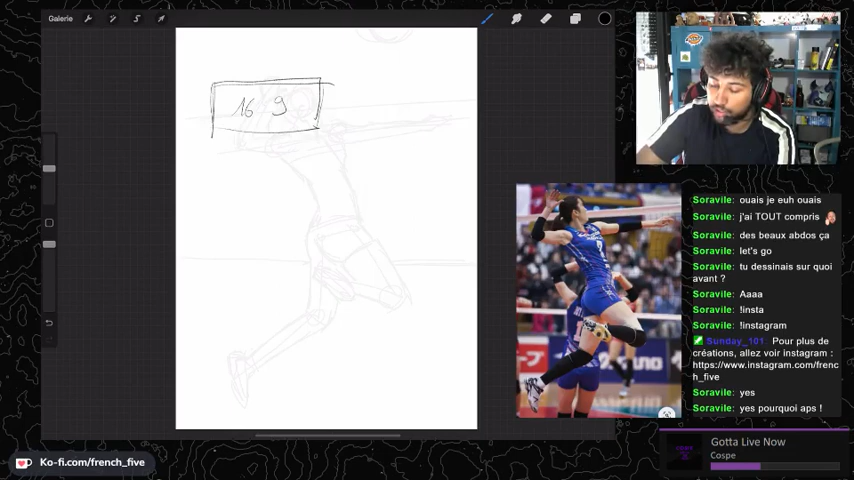 Galerie
16 9
Soravile: ouais je euh ouais
Soravile: j'ai TOUT compris
Soravile: des beaux abdos ça
Soravile: let's go
Soravile: tu dessinais sur quoi
avant ?
Soravile: Aaaa
Soravile: !insta
Soravile: !instagram
Sunday_101 Pour plus de
créations, allez voir instagram :
https://www.instagram.com/frenc
h_five
Soravile: yes
Soravile: yes pourquoi aps !
Gotta Live Now
Cospe
Ko-fi.com/french_five